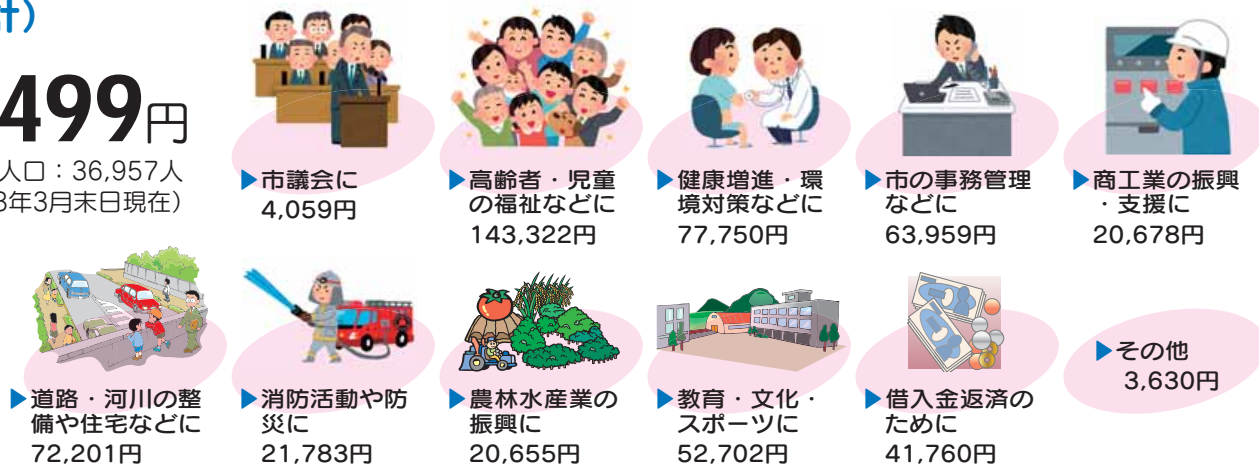 計）
499円
人口：36,957人
3年3月末日現在）
▶市議会に
4,059円
▶高齢者・児童
の福祉などに
143,322円
▶健康増進・環
境対策などに
77,750円
▶市の事務管理
などに
63,959円
▶商工業の振興
・支援に
20,678円
▶道路・河川の整
備や住宅などに
72,201円
▶消防活動や防
災に
21,783円
▶農林水産業の
振興に
20,655円
▶教育・文化・
スポーツに
52,702円
▶借入金返済の
ために
41,760円
▶その他
3,630円